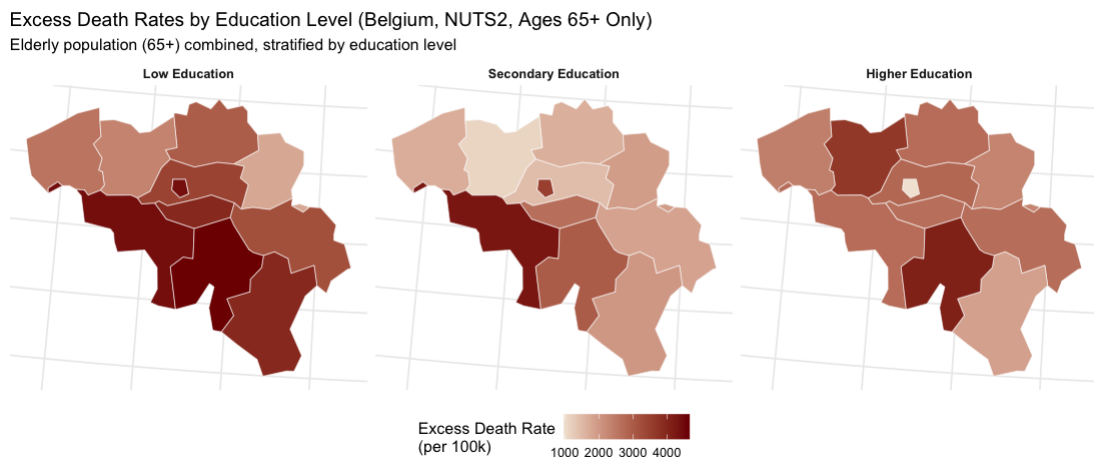 Excess Death Rates by Education Level (Belgium, NUTS2, Ages 65+ Only)
Elderly population (65+) combined, stratified by education level
Low Education
Secondary Education
Higher Education
Excess Death Rate
(per 100k)
1000 2000 3000 4000